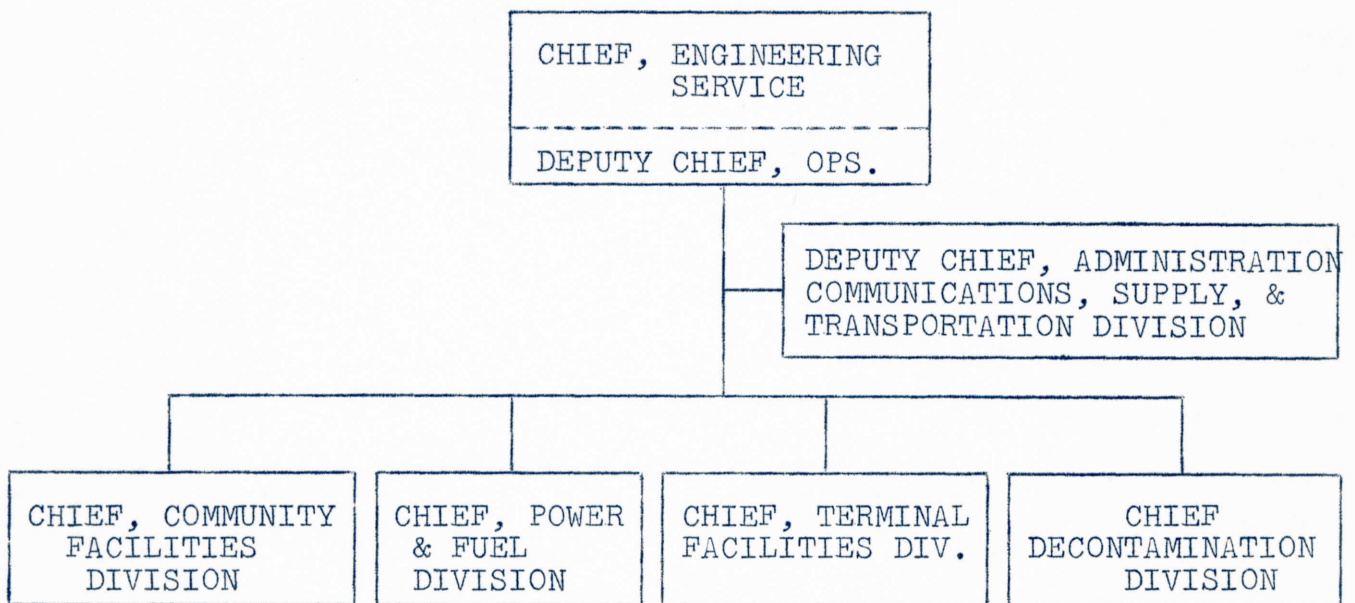 CHIEF, ENGINEERING
SERVICE
DEPUTY CHIEF, OPS.
DEPUTY CHIEF, ADMINISTRATION
COMMUNICATIONS, SUPPLY, &
TRANSPORTATION DIVISION
CHIEF, COMMUNITY
FACILITIES
DIVISION
CHIEF, POWER
& FUEL
DIVISION
CHIEF, TERMINAL
FACILITIES DIV.
CHIEF
DECONTAMINATION
DIVISION